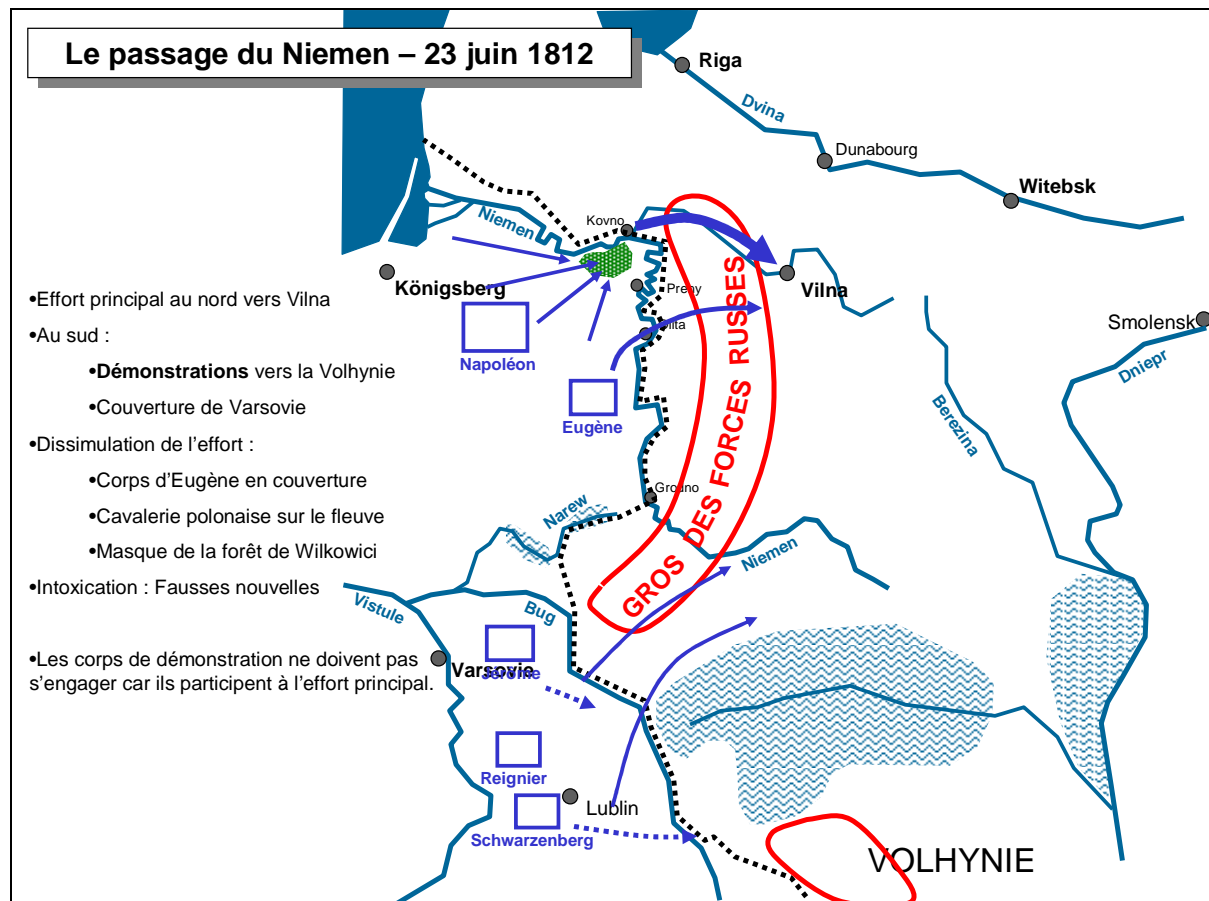 Le passage du Niemen – 23 juin 1812
Riga
Dvina
Dunabourg
Witebsk
Niemen
Kovno
Königsberg
Preny
Vilna
Smolensk
Dniepr
Berezina
•Effort principal au nord vers Vilna
•Au sud :
•Démonstrations vers la Volhynie
•Couverture de Varsovie
•Dissimulation de l’effort :
•Corps d’Eugène en couverture
•Cavalerie polonaise sur le fleuve
•Masque de la forêt de Wilkowici
•Intoxication : Fausses nouvelles
•Les corps de démonstration ne doivent pas
s’engager car ils participent à l’effort principal.
Napoléon
Eugène
GROS DES FORCES RUSSES
Grodno
Narew
Niemen
Vistule
Bug
Varsovie
Jérôme
Reignier
Lublin
Schwarzenberg
VOLHYNIE